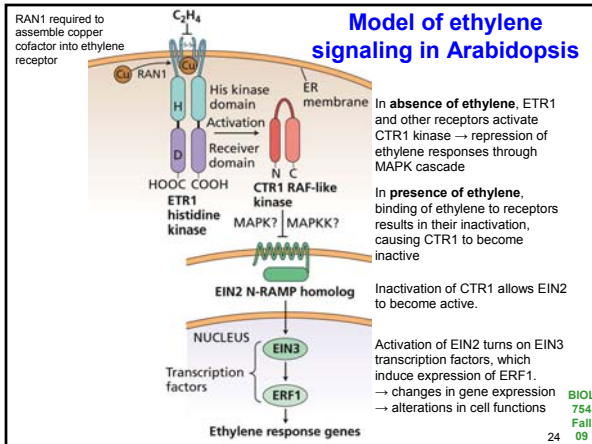 RAN1 required to
assemble copper
cofactor into ethylene
receptor
Model of ethylene
signaling in Arabidopsis
C₂H₄
Cu
Cu
RAN1
ER
membrane
His kinase
domain
H
Activation
D
Receiver
domain
N C
HOOC COOH
ETR1
histidine
kinase
CTR1 RAF-like
kinase
MAPK? MAPKK?
EIN2 N-RAMP homolog
NUCLEUS
EIN3
Transcription
factors
ERF1
Ethylene response genes
In absence of ethylene, ETR1
and other receptors activate
CTR1 kinase → repression of
ethylene responses through
MAPK cascade
In presence of ethylene,
binding of ethylene to receptors
results in their inactivation,
causing CTR1 to become
inactive
Inactivation of CTR1 allows EIN2
to become active.
Activation of EIN2 turns on EIN3
transcription factors, which
induce expression of ERF1.
→ changes in gene expression
→ alterations in cell functions
BIOL
754
Fall
09
24